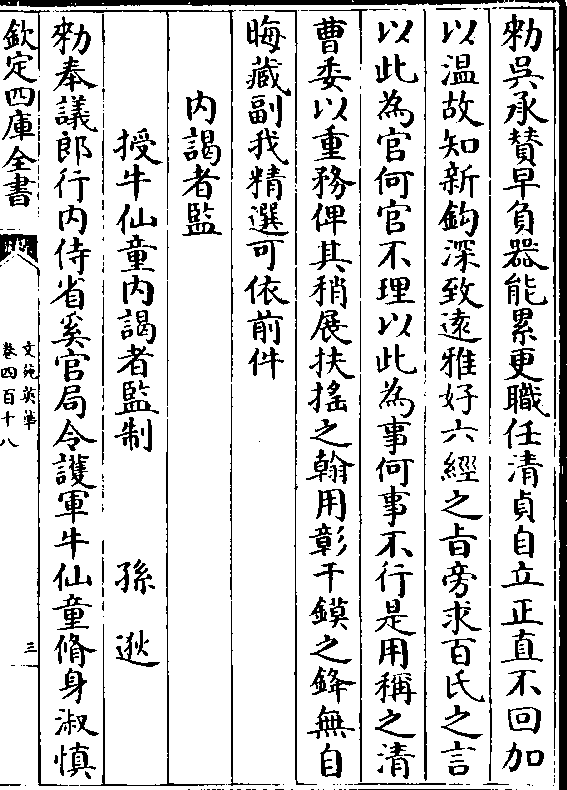 勑吳承賛早負器能累更職任清貞自立正直不回加
以温故知新鈎深致遠雅好六經之㫖旁求百氏之言
以此為官何官不理以此為事何事不行是用稱之清
曹委以重務俾其稍展扶揺之翰用彰干鏌之鋒無自
晦藏副我精選可依前件
内謁者監
授牛仙童内謁者監制 孫逖
勑奉議郎行内侍省奚官局令護軍牛仙童脩身淑慎
欽定四庫全書
文苑英華
卷四百十八
三